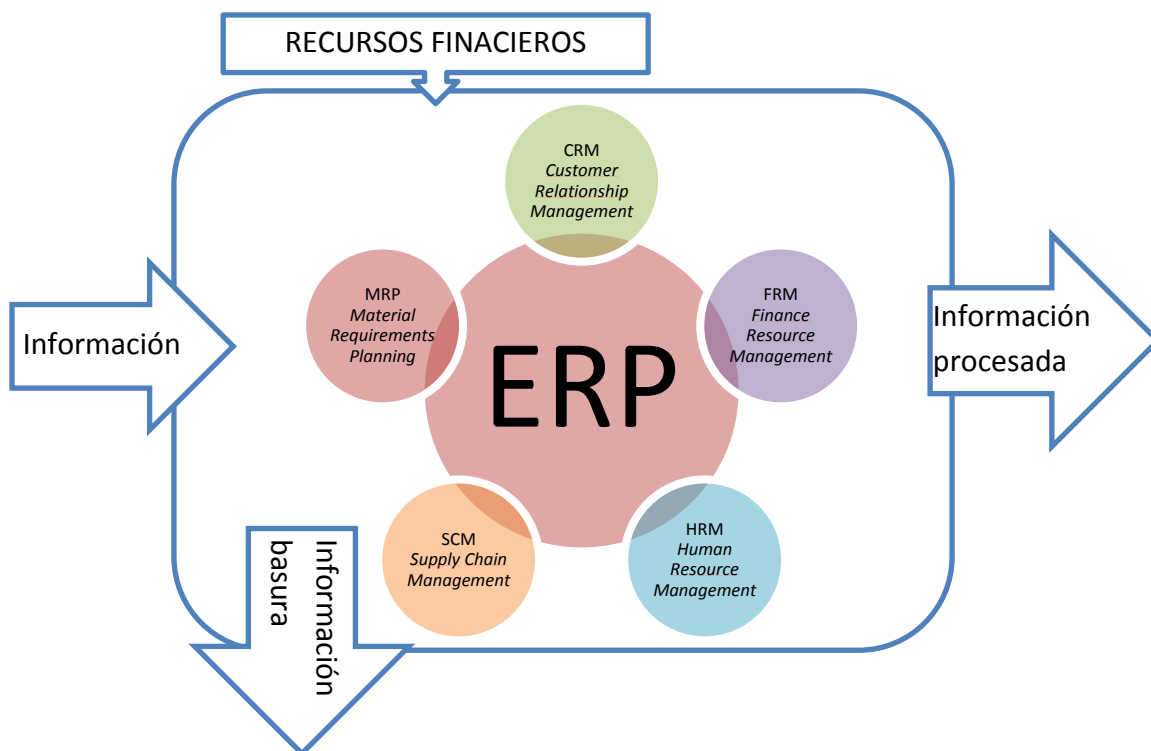 RECURSOS FINACIEROS
CRM
Customer
Relationship
Management
MRP
Material
Requirements
Planning
FRM
Finance
Resource
Management
Información
ERP
Información
procesada
SCM
Supply Chain
Management
HRM
Human
Resource
Management
Información
basura